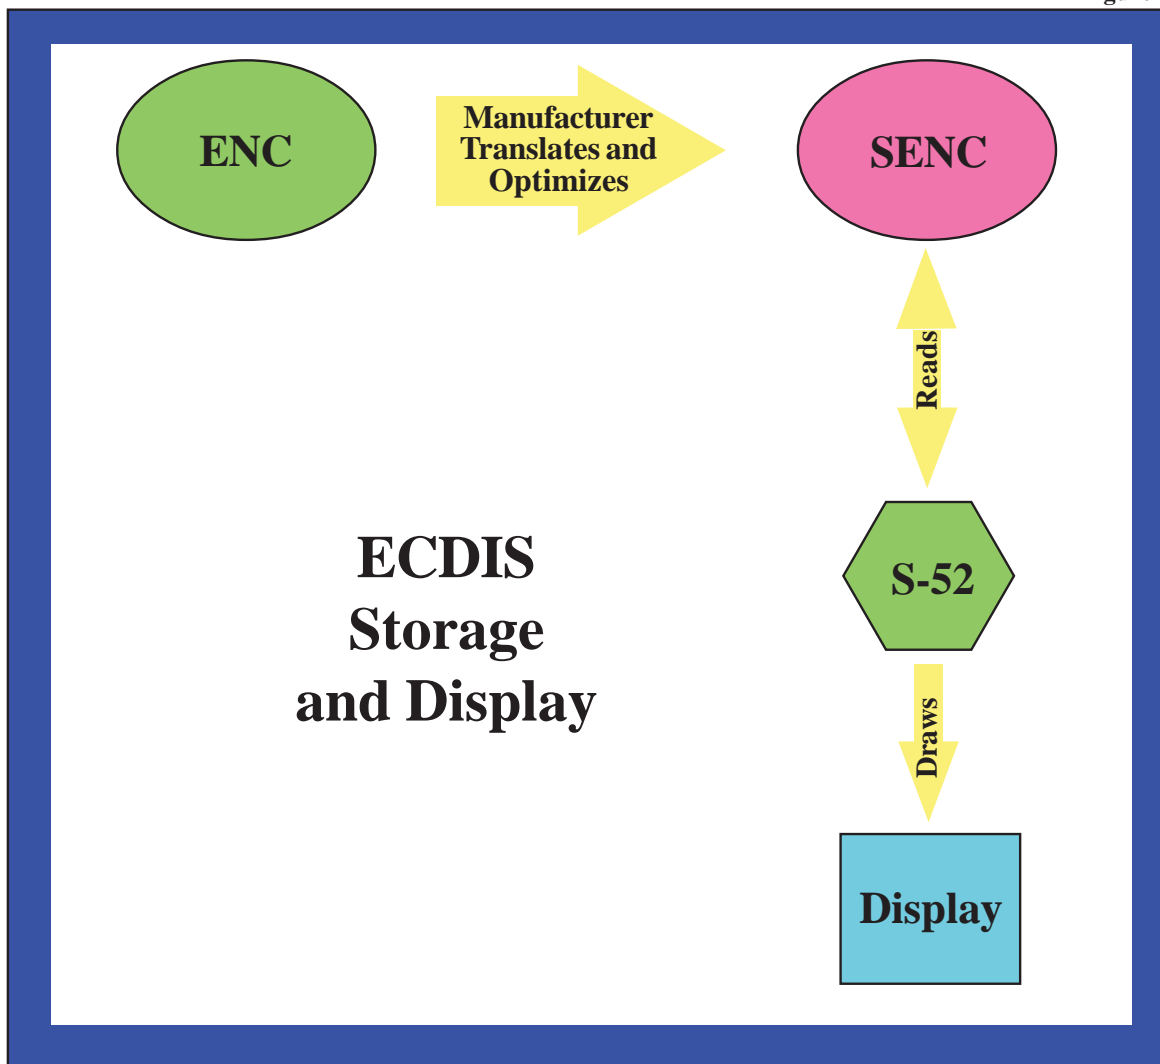 ENC
Manufacturer
Translates and
Optimizes
SENC
Reads
S-52
ECDIS
Storage
and Display
Draws
Display